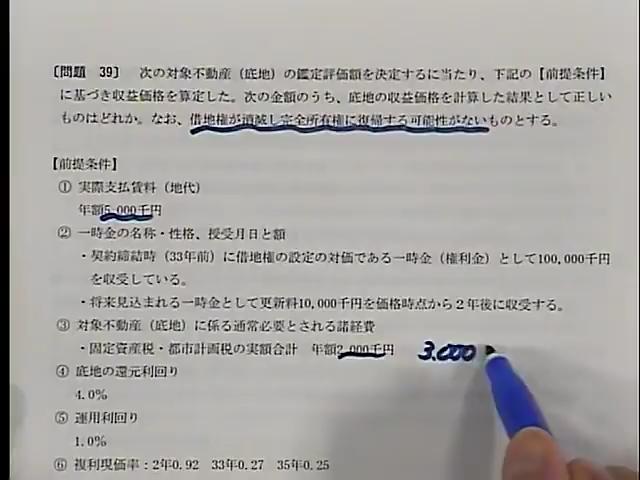 〔問題 39〕 次の対象不動産（底地）の鑑定評価額を決定するに当たり、下記の【前提条件】
に基づき収益価格を算定した。次の金額のうち、底地の収益価格を計算した結果として正しい
ものはどれか。なお、借地権が消滅し完全所有権に復帰する可能性がないものとする。
【前提条件】
① 実際支払賃料（地代）
年額5,000千円
② 一時金の名称・性格、授受月日と額
・契約締結時（33年前）に借地権の設定の対価である一時金（権利金）として100,000千円
を収受している。
・将来見込まれる一時金として更新料10,000千円を価格時点から２年後に収受する。
③ 対象不動産（底地）に係る通常必要とされる諸経費
・固定資産税・都市計画税の実額合計 年額2,000千円 3.000
④ 底地の還元利回り
4.0%
⑤ 運用利回り
1.0%
⑥ 複利現価率：2年0.92 33年0.27 35年0.25